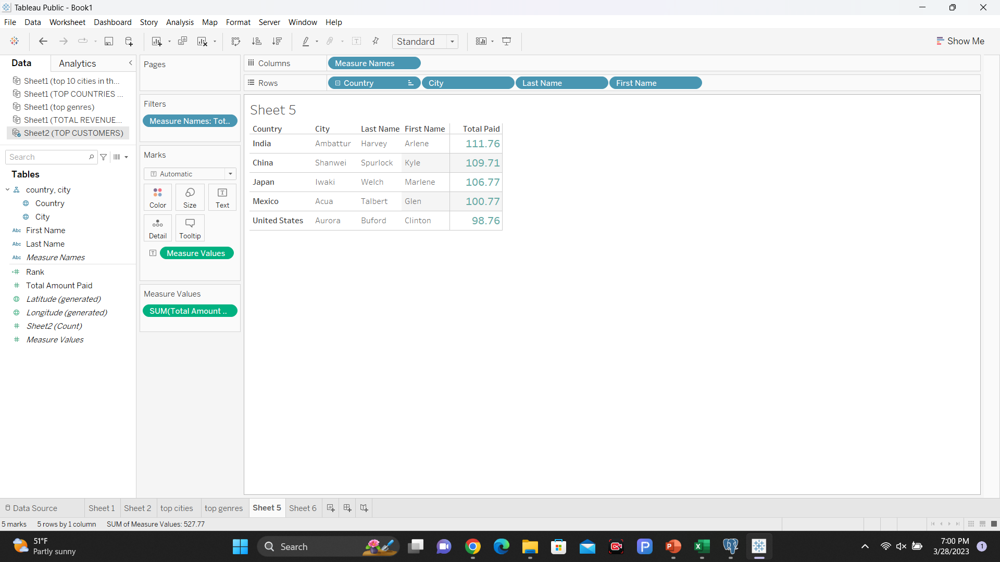 Tableau Public - Book1
File Data Worksheet Dashboard Story Analysis Map Format Server Window Help
Standard
Show Me
Data Analytics
Sheet1 (top 10 cities in th...
Sheet1 (TOP COUNTRIES ...
Sheet1 (top genres)
Sheet1 (TOTAL REVENUE...
Sheet2 (TOP CUSTOMERS)
Search
Tables
country, city
Country
City
Abc First Name
Abc Last Name
Abc Measure Names
Rank
Total Amount Paid
Latitude (generated)
Longitude (generated)
Sheet2 (Count)
Measure Values
Pages
Filters
Measure Names: Tot..
Marks
Automatic
Color Size Text
Detail Tooltip
Measure Values
Measure Values
SUM(Total Amount ..
Columns Measure Names
Rows Country City Last Name First Name
Sheet 5
Country City Last Name First Name Total Paid
India Ambattur Harvey Arlene 111.76
China Shanwei Spurlock Kyle 109.71
Japan Iwaki Welch Marlene 106.77
Mexico Acua Talbert Glen 100.77
United States Aurora Buford Clinton 98.76
Data Source Sheet 1 Sheet 2 top cities top genres Sheet 5 Sheet 6
5 marks 5 rows by 1 column SUM of Measure Values: 527.77
51°F
Partly sunny
Search
7:00 PM
3/28/2023
1